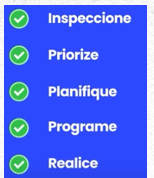 Inspeccione
Priorize
Planifique
Programe
Realice